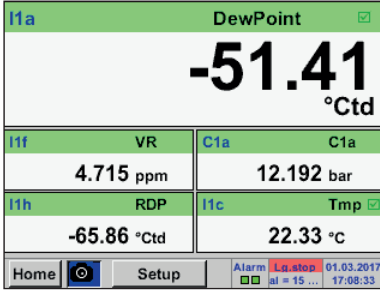 I1a DewPoint
-51.41
°Ctd
I1f VR
4.715 ppm
C1a C1a
12.192 bar
I1h RDP
-65.86 °Ctd
I1c Tmp
22.33 °C
Home Setup
Alarm
Lg.stop
al = 15 ...
01.03.2017
17:08:33